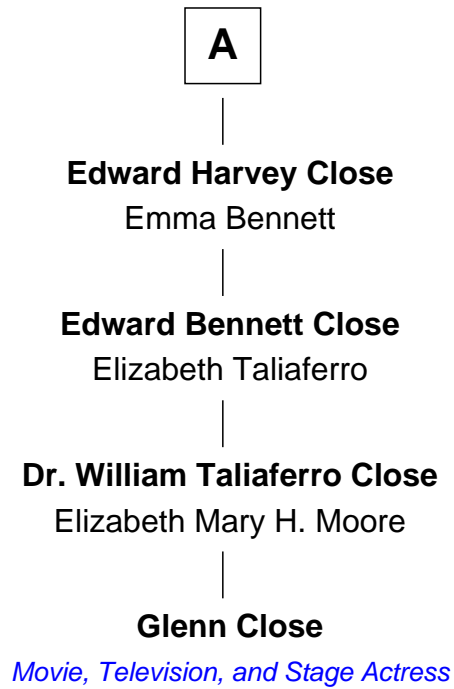 A
Edward Harvey Close
Emma Bennett
Edward Bennett Close
Elizabeth Taliaferro
Dr. William Taliaferro Close
Elizabeth Mary H. Moore
Glenn Close
Movie, Television, and Stage Actress